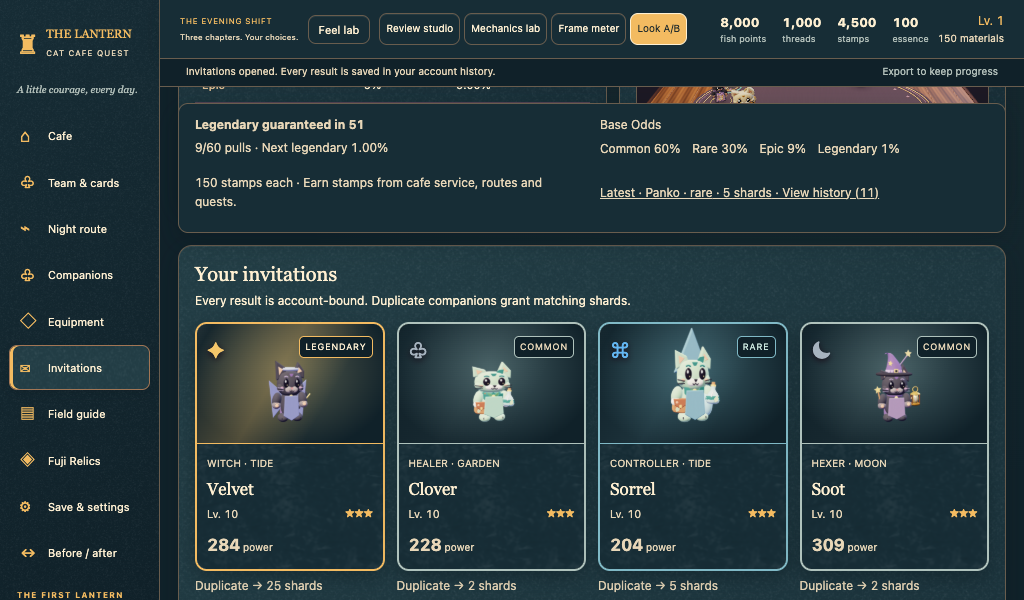 THE LANTERN
CAT CAFE QUEST
A little courage, every day.
Cafe
Team & cards
Night route
Companions
Equipment
Invitations
Field guide
Fuji Relics
Save & settings
Before / after
THE FIRST LANTERN
THE EVENING SHIFT
Three chapters. Your choices.
Feel lab
Review studio
Mechanics lab
Frame meter
Look A/B
8,000 fish points
1,000 threads
4,500 stamps
100 essence
Lv. 1
150 materials
Invitations opened. Every result is saved in your account history.
Export to keep progress
Legendary guaranteed in 51
9/60 pulls · Next legendary 1.00%
150 stamps each · Earn stamps from cafe service, routes and
quests.
Base Odds
Common 60% Rare 30% Epic 9% Legendary 1%
Latest · Panko · rare · 5 shards · View history (11)
Your invitations
Every result is account-bound. Duplicate companions grant matching shards.
LEGENDARY
WITCH · TIDE
Velvet
Lv. 10
284 power
Duplicate → 25 shards
COMMON
HEALER · GARDEN
Clover
Lv. 10
228 power
Duplicate → 2 shards
RARE
CONTROLLER · TIDE
Sorrel
Lv. 10
204 power
Duplicate → 5 shards
COMMON
HEXER · MOON
Soot
Lv. 10
309 power
Duplicate → 2 shards